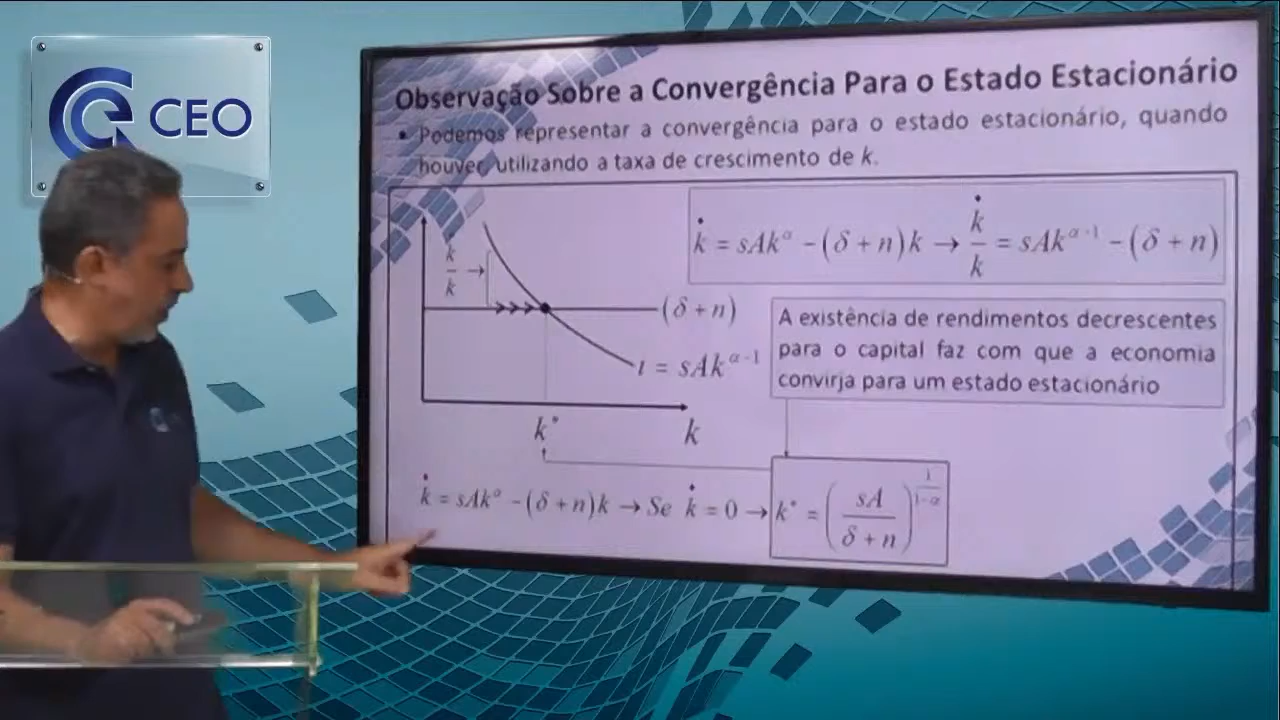 CEO
Observação Sobre a Convergência Para o Estado Estacionário
• Podemos representar a convergência para o estado estacionário, quando
houver, utilizando a taxa de crescimento de k.
k̇ = sAk^α − (δ + n)k → k̇/k = sAk^(α−1) − (δ + n)
k̇/k →
(δ + n)
A existência de rendimentos decrescentes
para o capital faz com que a economia
convirja para um estado estacionário
= sAk^(α−1)
k* k
k̇ = sAk^α − (δ + n)k → Se k̇ = 0 → k* = (sA/(δ + n))^(1/(1−α))